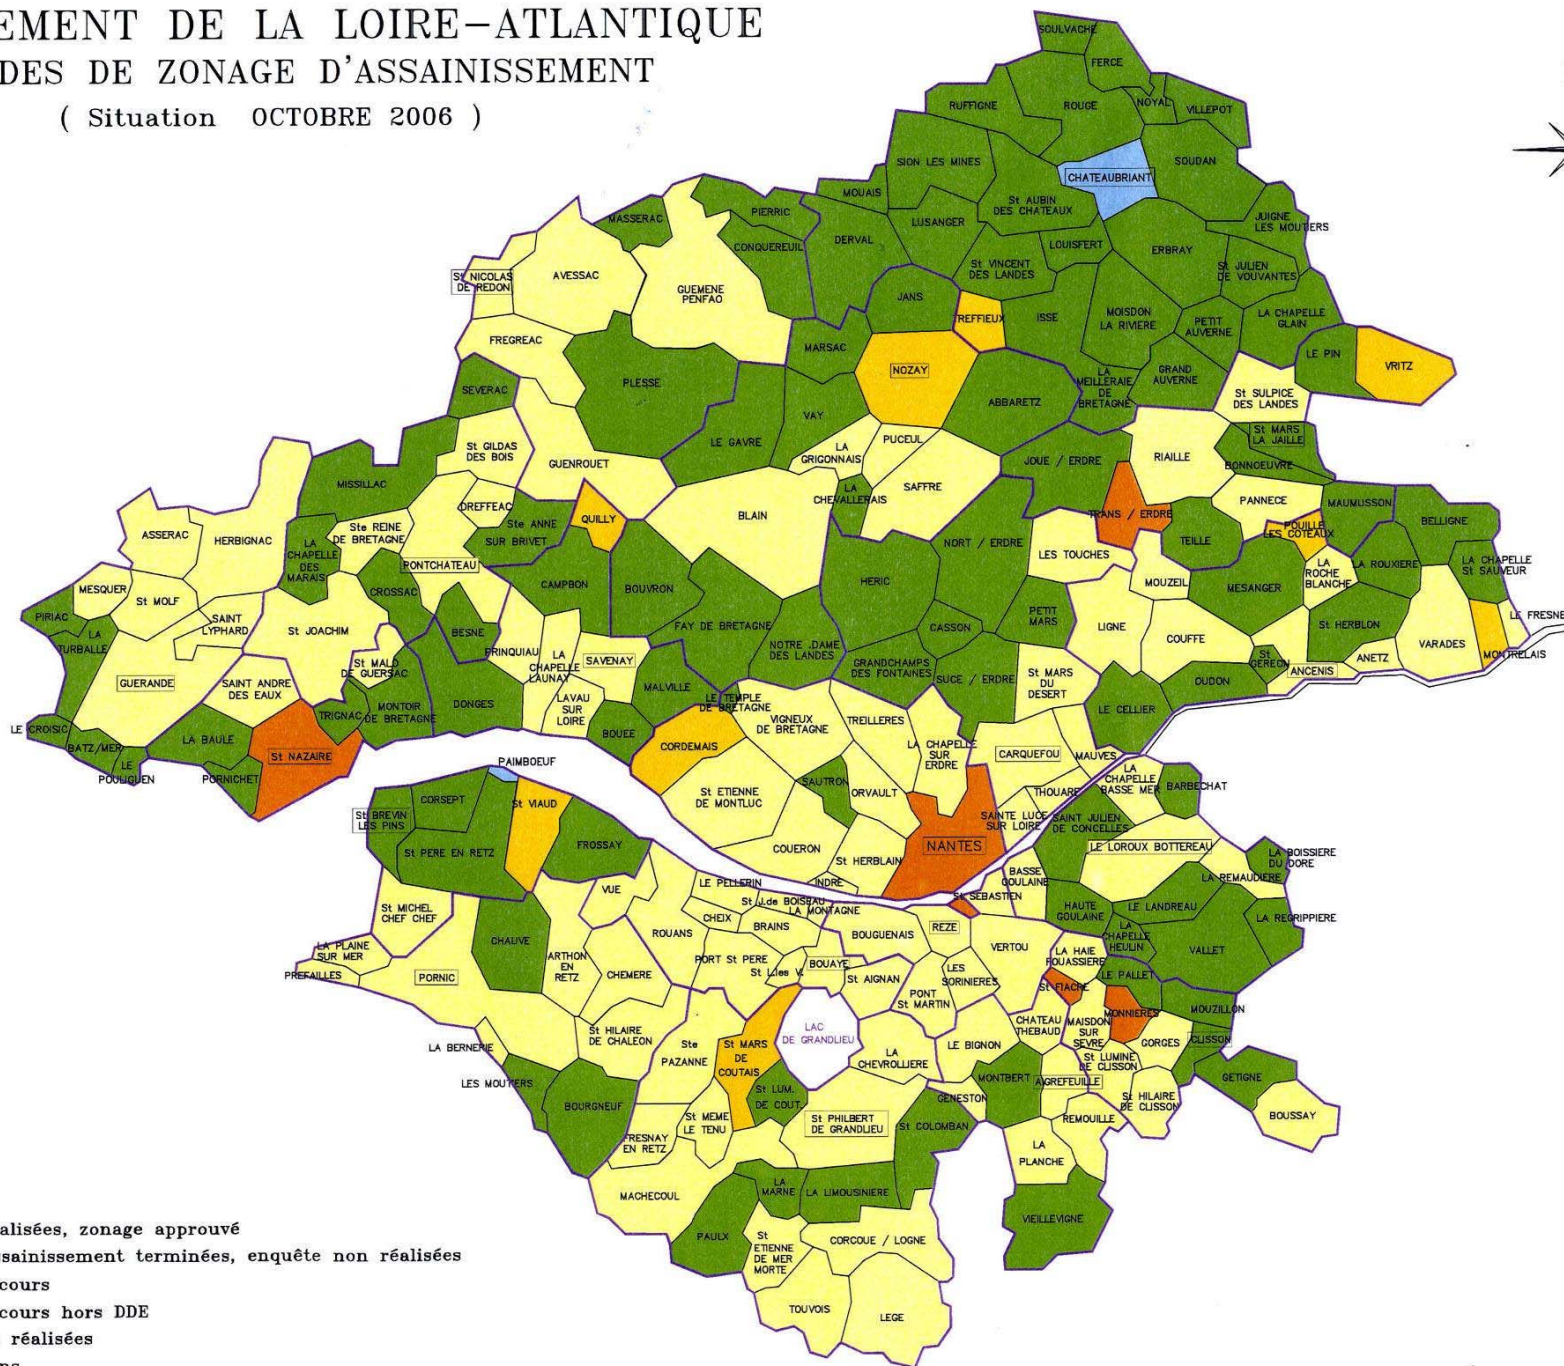 EMENT DE LA LOIRE-ATLANTIQUE
DES DE ZONAGE D'ASSAINISSEMENT
( Situation OCTOBRE 2006 )
SOULVACHE
FERCE
RUFFIGNE
ROUGE
NOYAL
VILLEPOT
SION LES MINES
SOUDAN
CHATEAUBRIANT
MOUAIS
St AUBIN
DES CHATEAUX
MASSERAC
PIERRIC
LUSANGER
JUIGNE
LES MOUTIERS
CONQUEREUIL
DERVAL
LOUISFERT
ERBRAY
St NICOLAS
DE REDON
AVESSAC
GUEMENE
PENFAO
St VINCENT
DES LANDES
St JULIEN
DE VOUVANTES
JANS
TREFFIEUX
ISSE
MOISDON
LA RIVIERE
PETIT
AUVERNE
LA CHAPELLE
GLAIN
FREGREAC
MARSAC
LE PIN
VRITZ
SEVERAC
PLESSE
NOZAY
LA
MEILLERAIE
DE
BRETAGNE
GRAND
AUVERNE
St SULPICE
DES LANDES
ABBARETZ
VAY
St GILDAS
DES BOIS
LE GAVRE
LA
GRIGONNAIS
PUCEUL
St MARS
LA JAILLE
GUENROUET
JOUE / ERDRE
RIAILLE
BONNOEUVRE
MISSILLAC
LA
CHEVALLERAIS
SAFFRE
PANNECE
MAUMUSSON
DREFFEAC
BLAIN
TRANS / ERDRE
ASSERAC
HERBIGNAC
Ste REINE
DE BRETAGNE
Ste ANNE
SUR BRIVET
QUILLY
POUILLE
LES COTEAUX
BELLIGNE
LA
CHAPELLE
DES
MARAIS
NORT / ERDRE
LES TOUCHES
TEILLE
PONTCHATEAU
LA
ROCHE
BLANCHE
LA ROUXIERE
LA CHAPELLE
St SAUVEUR
MESQUER
St MOLF
CROSSAC
CAMPBON
BOUVRON
HERIC
MOUZEIL
MESANGER
PIRIAC
SAINT
LYPHARD
St JOACHIM
BESNE
FAY DE BRETAGNE
CASSON
PETIT
MARS
LIGNE
COUFFE
St HERBLON
VARADES
LE FRESNE
LA
TURBALLE
PRINQUIAU
LA
CHAPELLE
LAUNAY
SAVENAY
NOTRE .DAME
DES LANDES
GRANDCHAMPS
DES FONTAINES
SUCE / ERDRE
St
GEREON
ANCENIS
ANETZ
MONTRELAIS
GUERANDE
SAINT ANDRE
DES EAUX
St MALO
DE GUERSAC
MALVILLE
St MARS
DU
DESERT
OUDON
TRIGNAC
MONTOIR
DE BRETAGNE
DONGES
LAVAU
SUR
LOIRE
LE TEMPLE
DE BRETAGNE
LE CELLIER
LE CROISIC
LA BAULE
BOUEE
VIGNEUX
DE BRETAGNE
TREILLERES
BATZ/MER
LE
POULIGUEN
PORNICHET
St NAZAIRE
CORDEMAIS
LA CHAPELLE
SUR
ERDRE
CARQUEFOU
MAUVES
PAIMBOEUF
SAUTRON
ORVAULT
LA
CHAPELLE
BASSE MER
BARBECHAT
St BREVIN
LES PINS
CORSEPT
St VIAUD
St ETIENNE
DE MONTLUC
THOUARE
SAINTE LUCE
SUR LOIRE
SAINT JULIEN
DE CONCELLES
St PERE EN RETZ
FROSSAY
COUERON
St HERBLAIN
NANTES
LE LOROUX BOTTEREAU
LA BOISSIERE
DU DORE
INDRE
BASSE
GOULAINE
LA REMAUDIERE
VUE
LE PELLERIN
St SEBASTIEN
St MICHEL
CHEF CHEF
St J.de BOISEAU
LA MONTAGNE
HAUTE
GOULAINE
LE LANDREAU
LA REGRIPPIERE
CHEIX
BRAINS
BOUGUENAIS
REZE
CHAUVE
ROUANS
VERTOU
LA
CHAPELLE
HEULIN
VALLET
LA PLAINE
SUR MER
PREFAILLES
PORNIC
ARTHON
EN
RETZ
CHEMERE
PORT St PERE
St L.les V.
BOUAYE
St AIGNAN
LES
SORINIERES
LA HAIE
FOUASSIERE
LE PALLET
PONT
St MARTIN
St FIACRE
MOUZILLON
MONNIERES
LAC
DE GRANDLIEU
CHATEAU
THEBAUD
MAISDON
SUR
SEVRE
GORGES
CLISSON
LA BERNERIE
St HILAIRE
DE CHALEON
Ste
PAZANNE
St MARS
DE
COUTAIS
LA
CHEVROLIERE
LE BIGNON
St LUMINE
DE CLISSON
LES MOUTIERS
MONTBERT
AIGREFEUILLE
GETIGNE
BOURGNEUF
St LUM.
DE COUT.
GENESTON
St HILAIRE
DE CLISSON
BOUSSAY
St MEME
LE TENU
St PHILBERT
DE GRANDLIEU
St COLOMBAN
REMOUILLE
FRESNAY
EN RETZ
LA
PLANCHE
MACHECOUL
LA
MARNE
LA LIMOUSINIERE
VIEILLEVIGNE
PAULX
St
ETIENNE
DE MER
MORTE
CORCOUE / LOGNE
TOUVOIS
LEGE
alisées, zonage approuvé
ssainissement terminées, enquête non réalisées
cours
cours hors DDE
réalisées